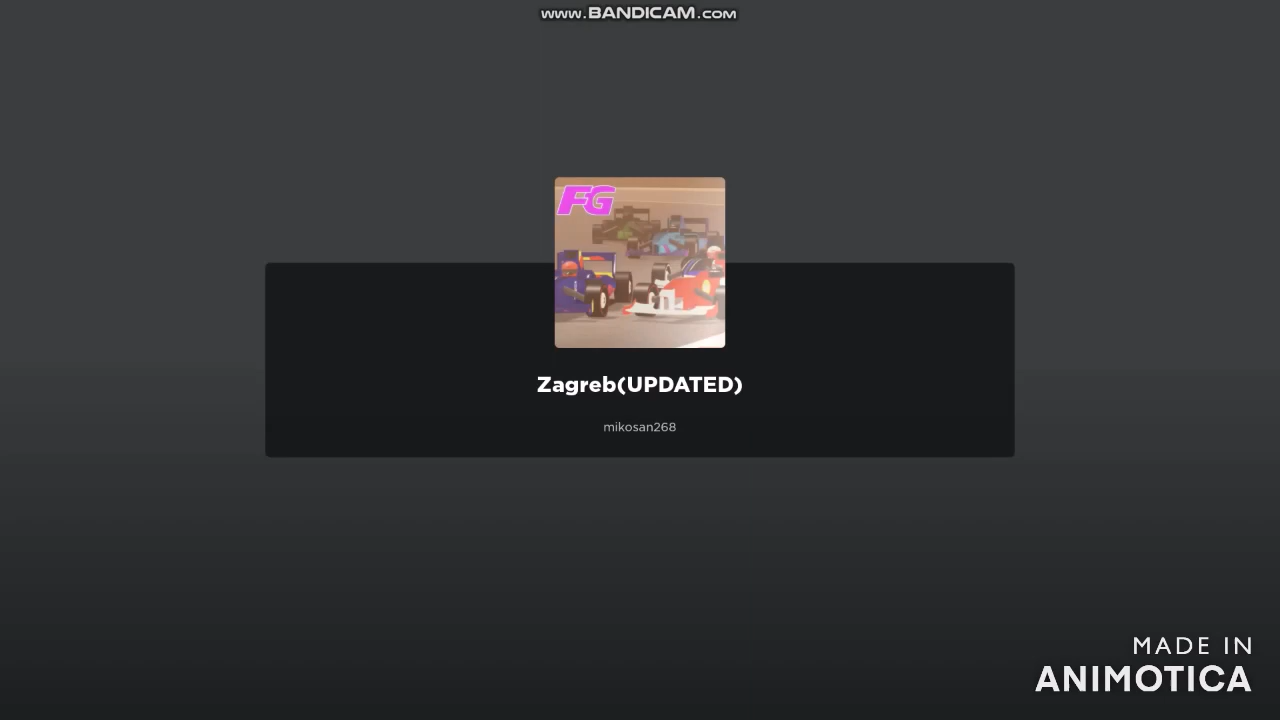 www.BANDICAM.com
FG
Zagreb(UPDATED)
mikosan268
MADE IN
ANIMOTICA